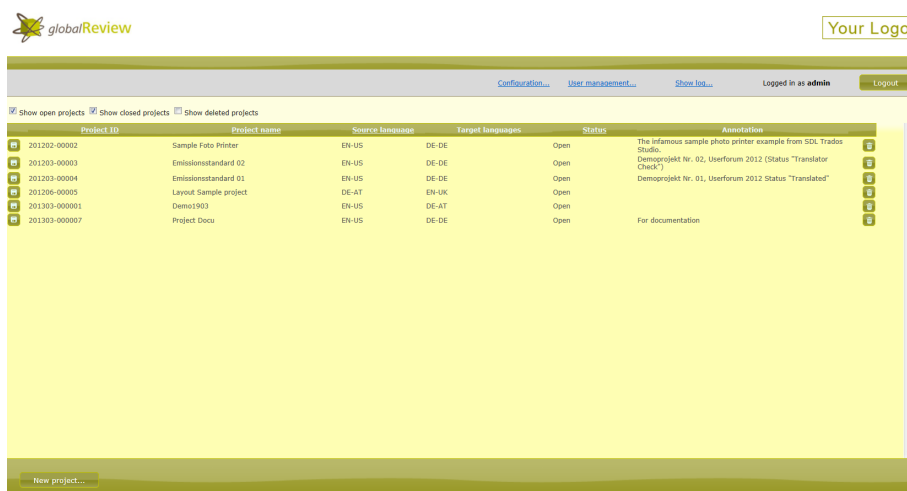 globalReview
Your Logo
Configuration... User management... Show log... Logged in as admin Logout
Show open projects Show closed projects Show deleted projects
Project ID Project name Source language Target languages Status Annotation
201202-00002 Sample Foto Printer EN-US DE-DE Open The infamous sample photo printer example from SDL Trados
Studio.
201203-00003 Emissionsstandard 02 EN-US DE-DE Open Demoprojekt Nr. 02, Userforum 2012 (Status "Translator
Check")
201203-00004 Emissionsstandard 01 EN-US DE-DE Open Demoprojekt Nr. 01, Userforum 2012 Status "Translated"
201206-00005 Layout Sample project DE-AT EN-UK Open
201303-000001 Demo1903 EN-US DE-AT Open
201303-000007 Project Docu EN-US DE-DE Open For documentation
New project...